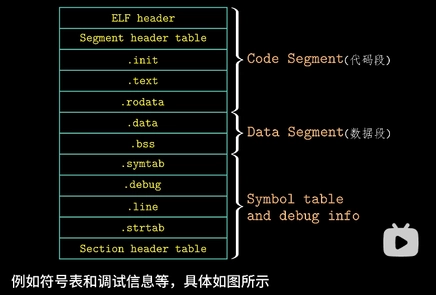 ELF header
Segment header table
.init
.text
.rodata
.data
.bss
.symtab
.debug
.line
.strtab
Section header table
Code Segment(代码段)
Data Segment(数据段)
Symbol table
and debug info
例如符号表和调试信息等，具体如图所示